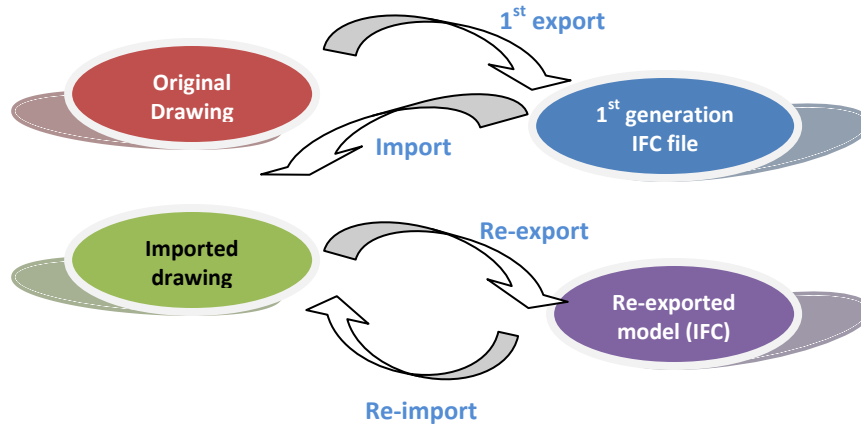 1st export
Original
Drawing
1st generation
IFC file
Import
Imported
drawing
Re-export
Re-exported
model (IFC)
Re-import